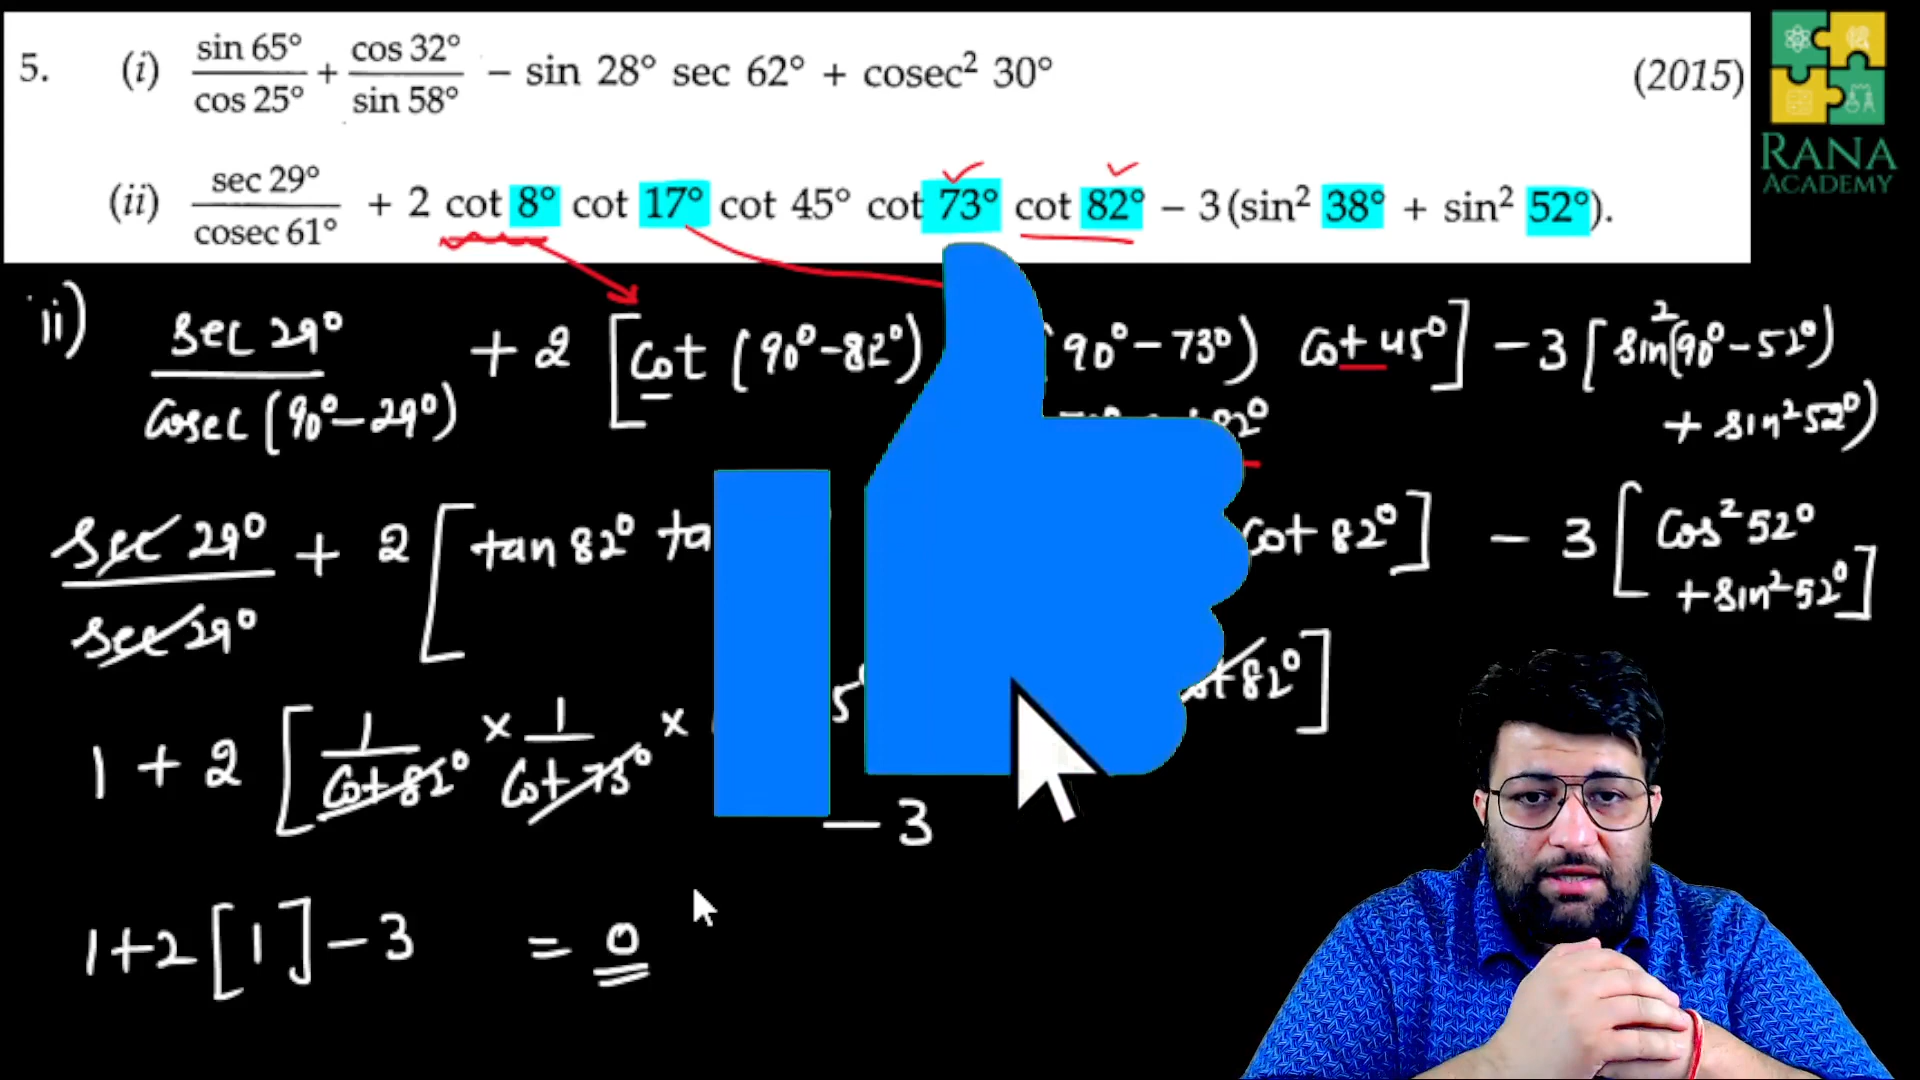 5. (i) sin 65° / cos 25° + cos 32° / sin 58° − sin 28° sec 62° + cosec² 30° (2015)
(ii) sec 29° / cosec 61° + 2 cot 8° cot 17° cot 45° cot 73° cot 82° − 3(sin² 38° + sin² 52°).
RANA
ACADEMY
ii) sec 29° / cosec (90° − 29°) + 2 [cot (90° − 82°) 90° − 73°) cot 45°] − 3 [sin² (90° − 52°)
+ sin² 52°)
sec 29° / sec 29° + 2 [tan 82° cot 82°] − 3 [cos² 52°
+ sin² 52°]
1 + 2 [1 / cot 82° × 1 / cot 73° × 82°]
− 3
1 + 2 [1] − 3 = 0